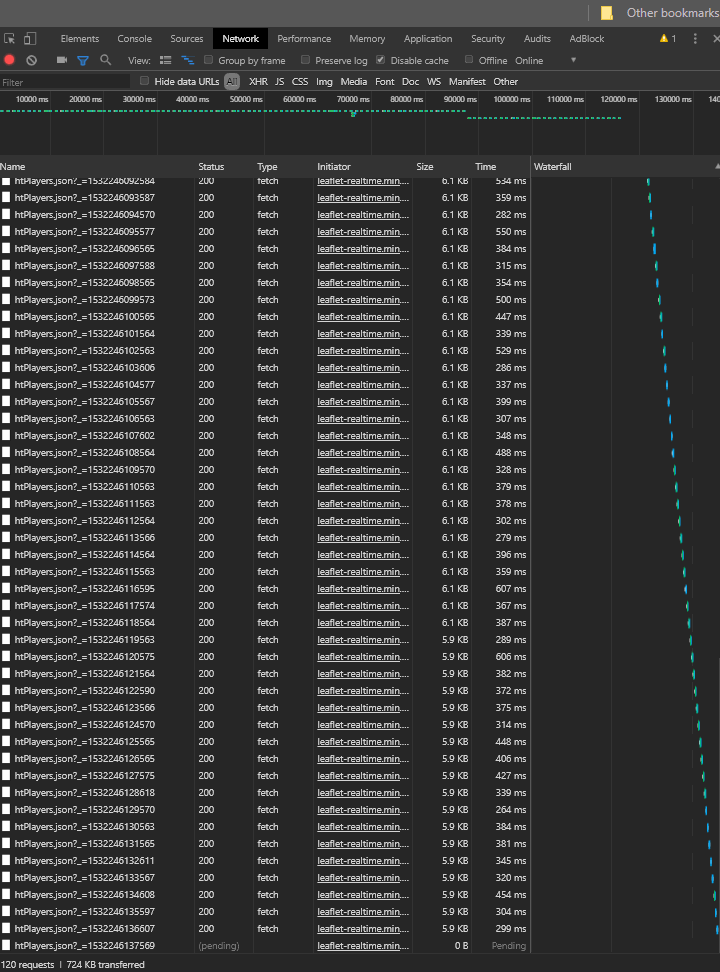 Other bookmarks
Elements Console Sources Network Performance Memory Application Security Audits AdBlock 1
View: Group by frame Preserve log Disable cache Offline Online
Filter Hide data URLs All XHR JS CSS Img Media Font Doc WS Manifest Other
10000 ms 20000 ms 30000 ms 40000 ms 50000 ms 60000 ms 70000 ms 80000 ms 90000 ms 100000 ms 110000 ms 120000 ms 130000 ms 140
Name Status Type Initiator Size Time Waterfall
htPlayers.json?_=1532246092584 200 fetch leaflet-realtime.min.... 6.1 KB 534 ms
htPlayers.json?_=1532246093587 200 fetch leaflet-realtime.min.... 6.1 KB 359 ms
htPlayers.json?_=1532246094570 200 fetch leaflet-realtime.min.... 6.1 KB 282 ms
htPlayers.json?_=1532246095577 200 fetch leaflet-realtime.min.... 6.1 KB 550 ms
htPlayers.json?_=1532246096565 200 fetch leaflet-realtime.min.... 6.1 KB 384 ms
htPlayers.json?_=1532246097588 200 fetch leaflet-realtime.min.... 6.1 KB 315 ms
htPlayers.json?_=1532246098565 200 fetch leaflet-realtime.min.... 6.1 KB 354 ms
htPlayers.json?_=1532246099573 200 fetch leaflet-realtime.min.... 6.1 KB 500 ms
htPlayers.json?_=1532246100565 200 fetch leaflet-realtime.min.... 6.1 KB 447 ms
htPlayers.json?_=1532246101564 200 fetch leaflet-realtime.min.... 6.1 KB 339 ms
htPlayers.json?_=1532246102563 200 fetch leaflet-realtime.min.... 6.1 KB 529 ms
htPlayers.json?_=1532246103606 200 fetch leaflet-realtime.min.... 6.1 KB 286 ms
htPlayers.json?_=1532246104577 200 fetch leaflet-realtime.min.... 6.1 KB 337 ms
htPlayers.json?_=1532246105567 200 fetch leaflet-realtime.min.... 6.1 KB 399 ms
htPlayers.json?_=1532246106563 200 fetch leaflet-realtime.min.... 6.1 KB 307 ms
htPlayers.json?_=1532246107602 200 fetch leaflet-realtime.min.... 6.1 KB 348 ms
htPlayers.json?_=1532246108564 200 fetch leaflet-realtime.min.... 6.1 KB 488 ms
htPlayers.json?_=1532246109570 200 fetch leaflet-realtime.min.... 6.1 KB 328 ms
htPlayers.json?_=1532246110563 200 fetch leaflet-realtime.min.... 6.1 KB 379 ms
htPlayers.json?_=1532246111563 200 fetch leaflet-realtime.min.... 6.1 KB 378 ms
htPlayers.json?_=1532246112564 200 fetch leaflet-realtime.min.... 6.1 KB 302 ms
htPlayers.json?_=1532246113566 200 fetch leaflet-realtime.min.... 6.1 KB 279 ms
htPlayers.json?_=1532246114564 200 fetch leaflet-realtime.min.... 6.1 KB 396 ms
htPlayers.json?_=1532246115563 200 fetch leaflet-realtime.min.... 6.1 KB 359 ms
htPlayers.json?_=1532246116595 200 fetch leaflet-realtime.min.... 6.1 KB 607 ms
htPlayers.json?_=1532246117574 200 fetch leaflet-realtime.min.... 6.1 KB 367 ms
htPlayers.json?_=1532246118564 200 fetch leaflet-realtime.min.... 6.1 KB 387 ms
htPlayers.json?_=1532246119563 200 fetch leaflet-realtime.min.... 5.9 KB 289 ms
htPlayers.json?_=1532246120575 200 fetch leaflet-realtime.min.... 5.9 KB 606 ms
htPlayers.json?_=1532246121564 200 fetch leaflet-realtime.min.... 5.9 KB 382 ms
htPlayers.json?_=1532246122590 200 fetch leaflet-realtime.min.... 5.9 KB 372 ms
htPlayers.json?_=1532246123566 200 fetch leaflet-realtime.min.... 5.9 KB 375 ms
htPlayers.json?_=1532246124570 200 fetch leaflet-realtime.min.... 5.9 KB 314 ms
htPlayers.json?_=1532246125565 200 fetch leaflet-realtime.min.... 5.9 KB 448 ms
htPlayers.json?_=1532246126565 200 fetch leaflet-realtime.min.... 5.9 KB 406 ms
htPlayers.json?_=1532246127575 200 fetch leaflet-realtime.min.... 5.9 KB 427 ms
htPlayers.json?_=1532246128618 200 fetch leaflet-realtime.min.... 5.9 KB 339 ms
htPlayers.json?_=1532246129570 200 fetch leaflet-realtime.min.... 5.9 KB 264 ms
htPlayers.json?_=1532246130563 200 fetch leaflet-realtime.min.... 5.9 KB 384 ms
htPlayers.json?_=1532246131565 200 fetch leaflet-realtime.min.... 5.9 KB 381 ms
htPlayers.json?_=1532246132611 200 fetch leaflet-realtime.min.... 5.9 KB 345 ms
htPlayers.json?_=1532246133567 200 fetch leaflet-realtime.min.... 5.9 KB 320 ms
htPlayers.json?_=1532246134608 200 fetch leaflet-realtime.min.... 5.9 KB 454 ms
htPlayers.json?_=1532246135597 200 fetch leaflet-realtime.min.... 5.9 KB 304 ms
htPlayers.json?_=1532246136607 200 fetch leaflet-realtime.min.... 5.9 KB 299 ms
htPlayers.json?_=1532246137569 (pending) leaflet-realtime.min.... 0 B Pending
120 requests | 724 KB transferred